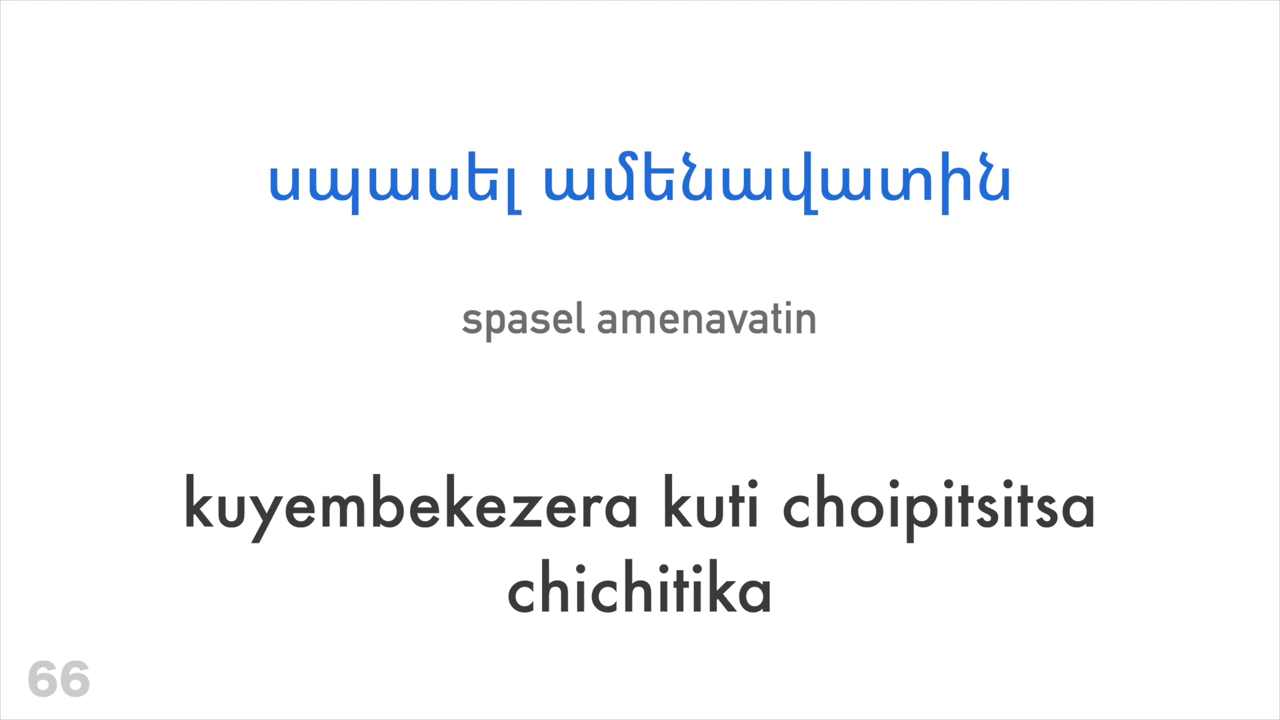 սպասել ամենավատին
spasel amenavatin
kuyembekezera kuti choipitsitsa
chichitika
66